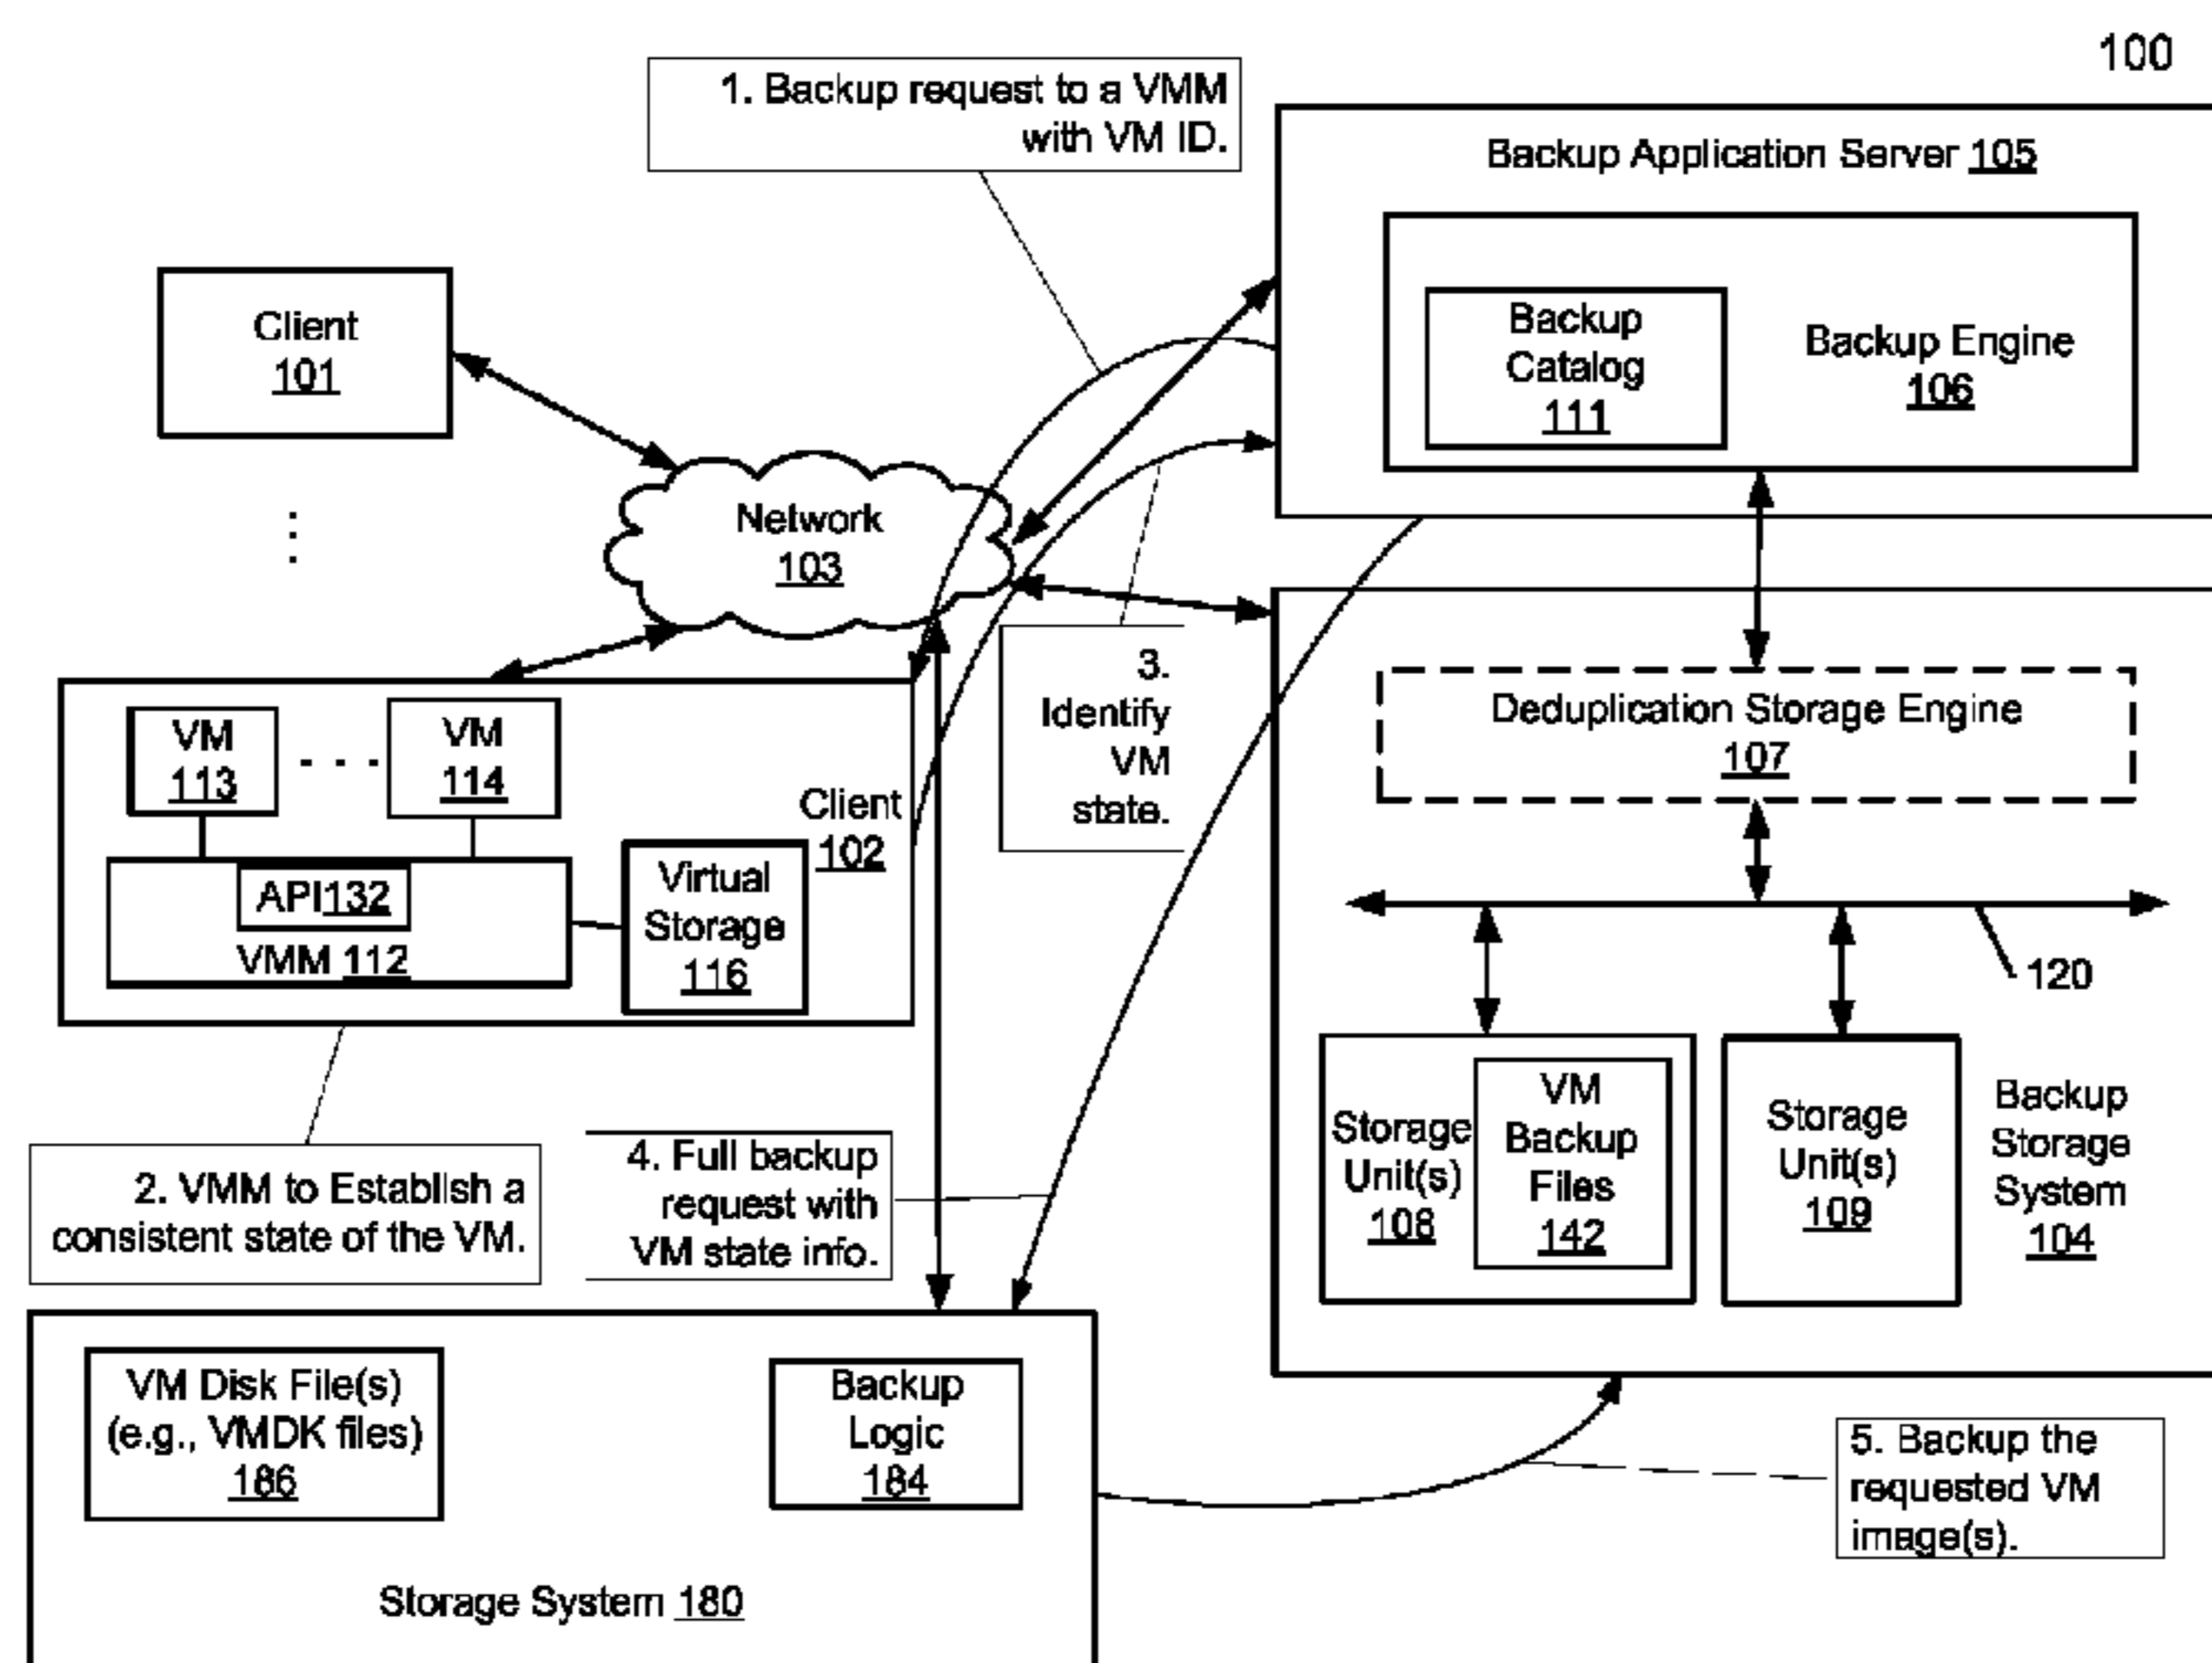 100
1. Backup request to a VMM
with VM ID.
Backup Application Server 105
Backup
Catalog
111
Backup Engine
106
Client
101
Network
103
3.
Identify
VM
state.
Deduplication Storage Engine
107
VM
113
. . .
VM
114
Client
102
API132
VMM 112
Virtual
Storage
116
120
Storage
Unit(s)
108
VM
Backup
Files
142
Storage
Unit(s)
109
Backup
Storage
System
104
2. VMM to Establish a
consistent state of the VM.
4. Full backup
request with
VM state info.
VM Disk File(s)
(e.g., VMDK files)
186
Backup
Logic
184
5. Backup the
requested VM
image(s).
Storage System 180